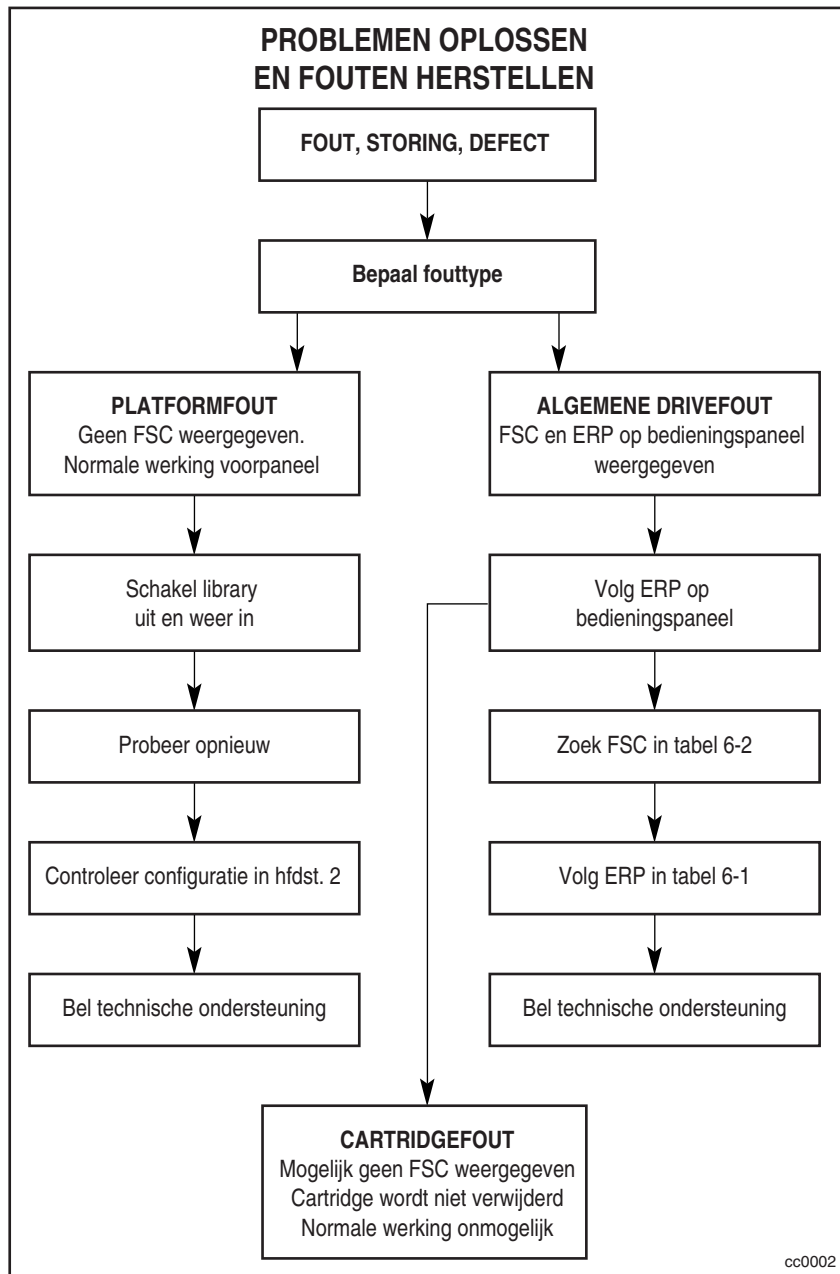 PROBLEMEN OPLOSSEN
EN FOUTEN HERSTELLEN
FOUT, STORING, DEFECT
Bepaal fouttype
PLATFORMFOUT
Geen FSC weergegeven.
Normale werking voorpaneel
ALGEMENE DRIVEFOUT
FSC en ERP op bedieningspaneel
weergegeven
Schakel library
uit en weer in
Volg ERP op
bedieningspaneel
Probeer opnieuw
Zoek FSC in tabel 6-2
Controleer configuratie in hfdst. 2
Volg ERP in tabel 6-1
Bel technische ondersteuning
Bel technische ondersteuning
CARTRIDGEFOUT
Mogelijk geen FSC weergegeven
Cartridge wordt niet verwijderd
Normale werking onmogelijk
cc0002